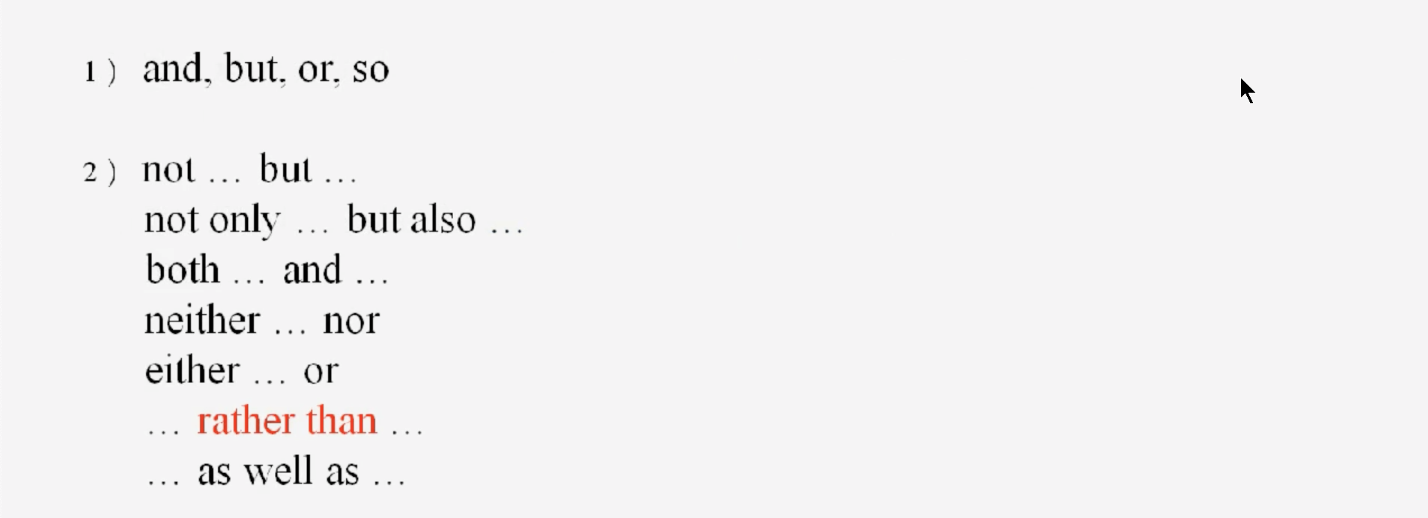 1） and, but, or, so
2） not … but …
not only … but also …
both … and …
neither … nor
either … or
… rather than …
… as well as …